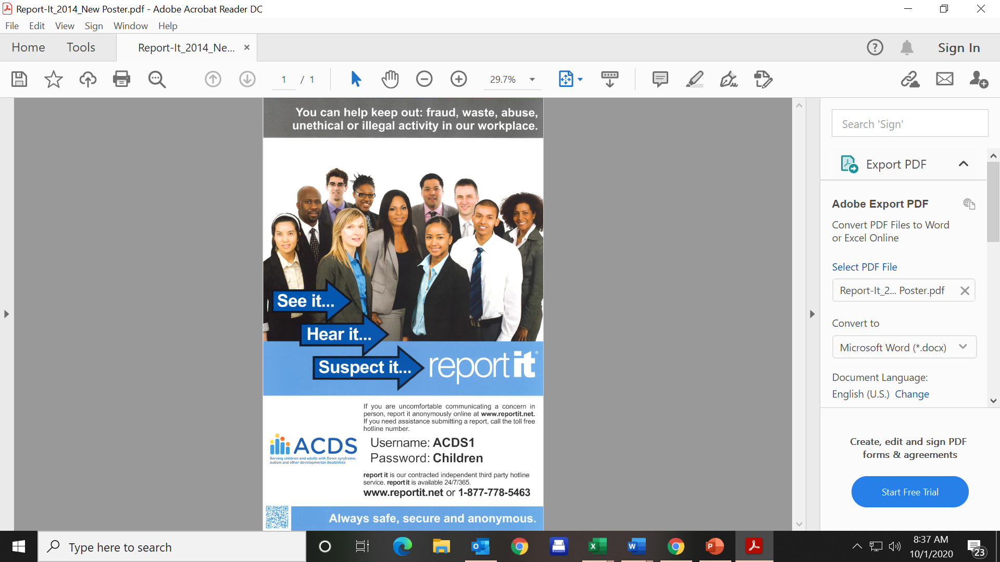 Report-It_2014_New Poster.pdf - Adobe Acrobat Reader DC
File Edit View Sign Window Help
Home Tools Report-It_2014_Ne... Sign In
1 / 1 29.7%
You can help keep out: fraud, waste, abuse,
unethical or illegal activity in our workplace.
See it...
Hear it...
Suspect it...
report it®
If you are uncomfortable communicating a concern in
person, report it anonymously online at www.reportit.net.
If you need assistance submitting a report, call the toll free
hotline number.
ACDS
Serving children and adults with Down syndrome,
autism and other developmental disabilities
Username: ACDS1
Password: Children
report it is our contracted independent third party hotline
service. report it is available 24/7/365.
www.reportit.net or 1-877-778-5463
Always safe, secure and anonymous.
Search 'Sign'
Export PDF
Adobe Export PDF
Convert PDF Files to Word
or Excel Online
Select PDF File
Report-It_2... Poster.pdf
Convert to
Microsoft Word (*.docx)
Document Language:
English (U.S.) Change
Create, edit and sign PDF
forms & agreements
Start Free Trial
Type here to search
8:37 AM
10/1/2020
23